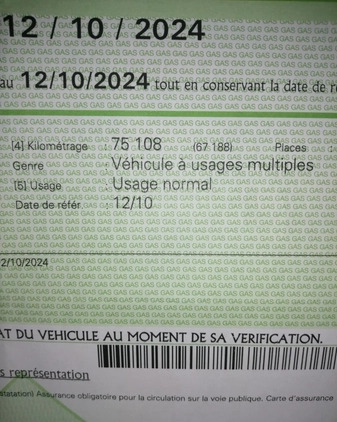 12 / 10 / 2024
au 12/10/2024 tout en conservant la date de ré
[4] Kilométrage : 75 108 (67 188) Places :
Genre : Véhicule à usages multiples
[5] Usage : Usage normal
Date de référ : 12/10
2/10/2024
AT DU VEHICULE AU MOMENT DE SA VERIFICATION.
s représentation
statation) Assurance obligatoire pour la circulation sur la voie publique. Carte d'assurance